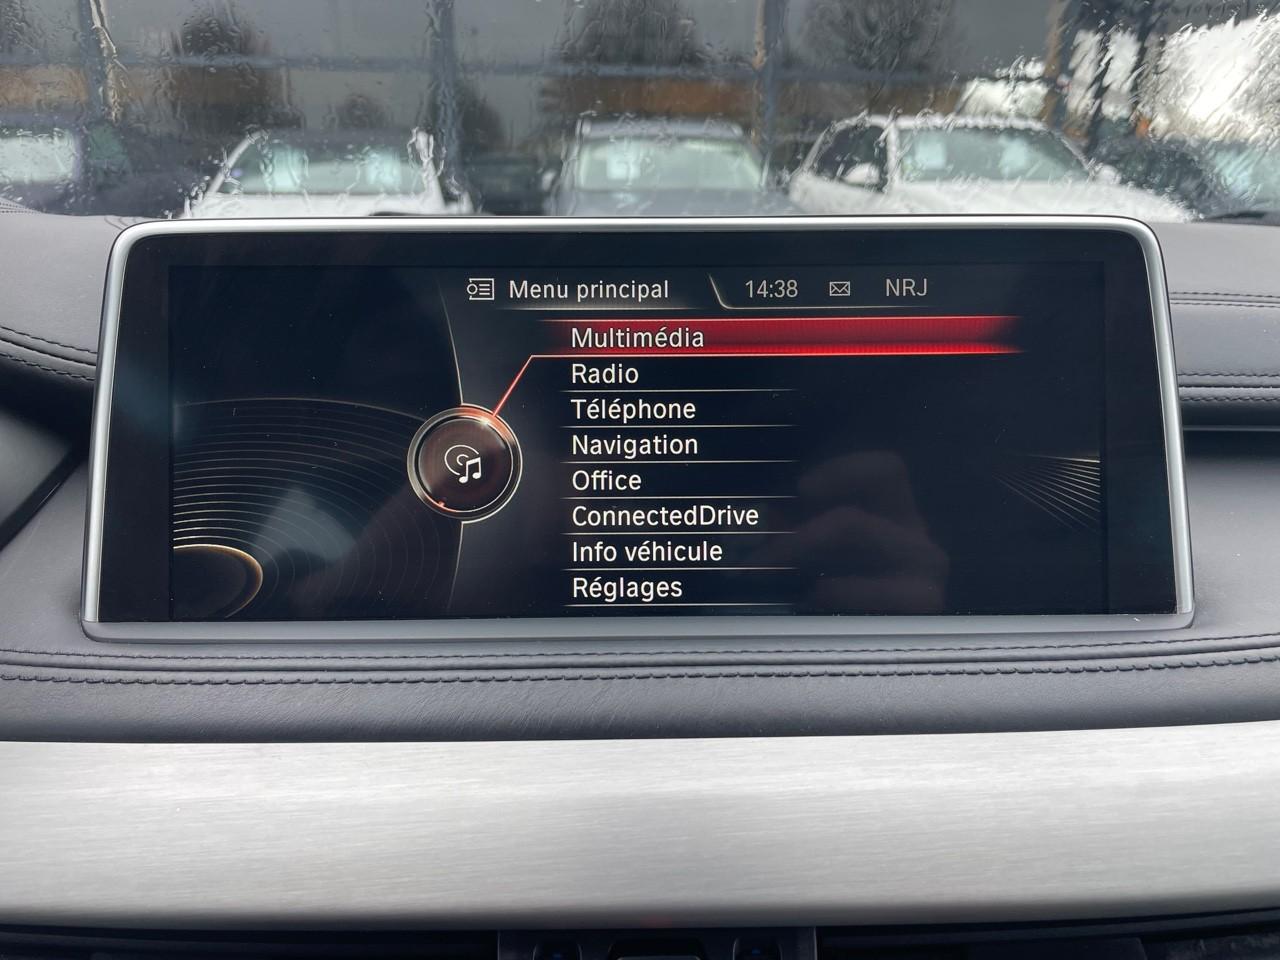 Menu principal 14:38 NRJ
Multimédia
Radio
Téléphone
Navigation
Office
ConnectedDrive
Info véhicule
Réglages